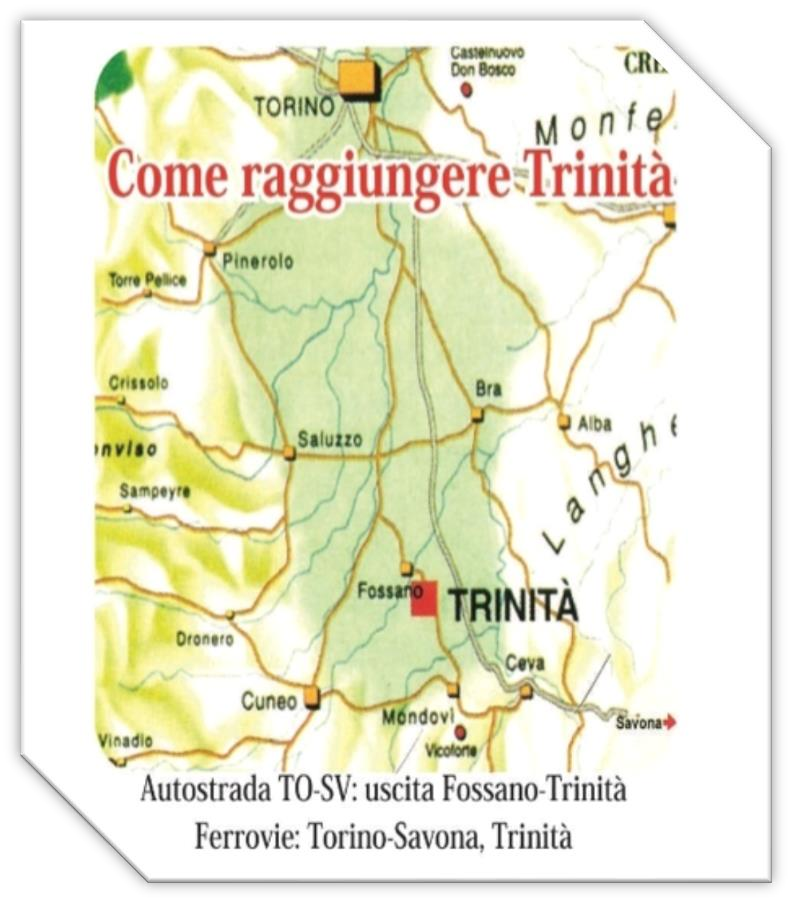 Castelnuovo
Don Bosco
TORINO
Monfe
Come raggiungere Trinità
Pinerolo
Torre Pellice
Crissolo
Bra
Alba
Saluzzo
nviso
Langhe
Sampeyre
Fossano
TRINITÀ
Dronero
Ceva
Cuneo
Mondovì
Savona
Vicoforte
Vinadio
Autostrada TO-SV: uscita Fossano-Trinità
Ferrovie: Torino-Savona, Trinità